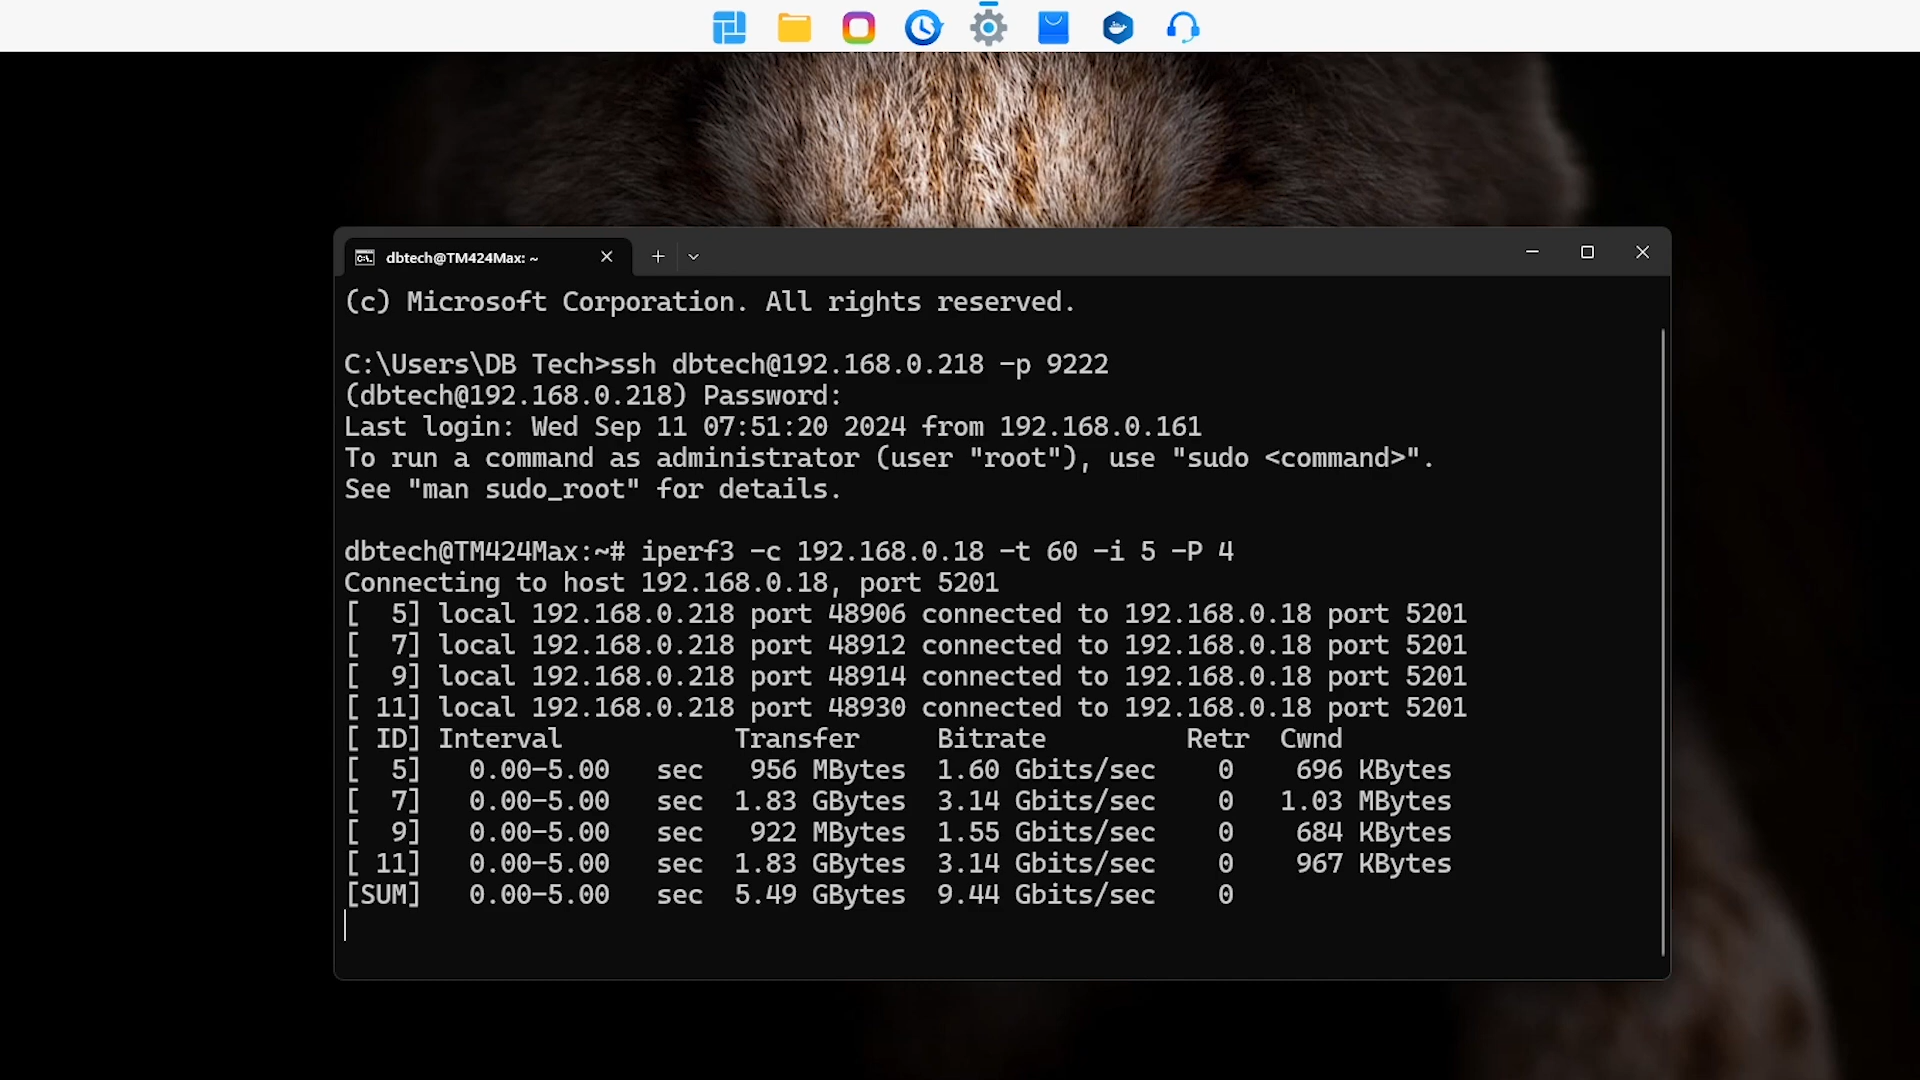 dbtech@TM424Max: ~
(c) Microsoft Corporation. All rights reserved.
C:\Users\DB Tech>ssh dbtech@192.168.0.218 -p 9222
(dbtech@192.168.0.218) Password:
Last login: Wed Sep 11 07:51:20 2024 from 192.168.0.161
To run a command as administrator (user "root"), use "sudo <command>".
See "man sudo_root" for details.
dbtech@TM424Max:~# iperf3 -c 192.168.0.18 -t 60 -i 5 -P 4
Connecting to host 192.168.0.18, port 5201
[  5] local 192.168.0.218 port 48906 connected to 192.168.0.18 port 5201
[  7] local 192.168.0.218 port 48912 connected to 192.168.0.18 port 5201
[  9] local 192.168.0.218 port 48914 connected to 192.168.0.18 port 5201
[ 11] local 192.168.0.218 port 48930 connected to 192.168.0.18 port 5201
[ ID] Interval           Transfer     Bitrate         Retr  Cwnd
[  5]   0.00-5.00   sec   956 MBytes  1.60 Gbits/sec    0    696 KBytes
[  7]   0.00-5.00   sec  1.83 GBytes  3.14 Gbits/sec    0   1.03 MBytes
[  9]   0.00-5.00   sec   922 MBytes  1.55 Gbits/sec    0    684 KBytes
[ 11]   0.00-5.00   sec  1.83 GBytes  3.14 Gbits/sec    0    967 KBytes
[SUM]   0.00-5.00   sec  5.49 GBytes  9.44 Gbits/sec    0